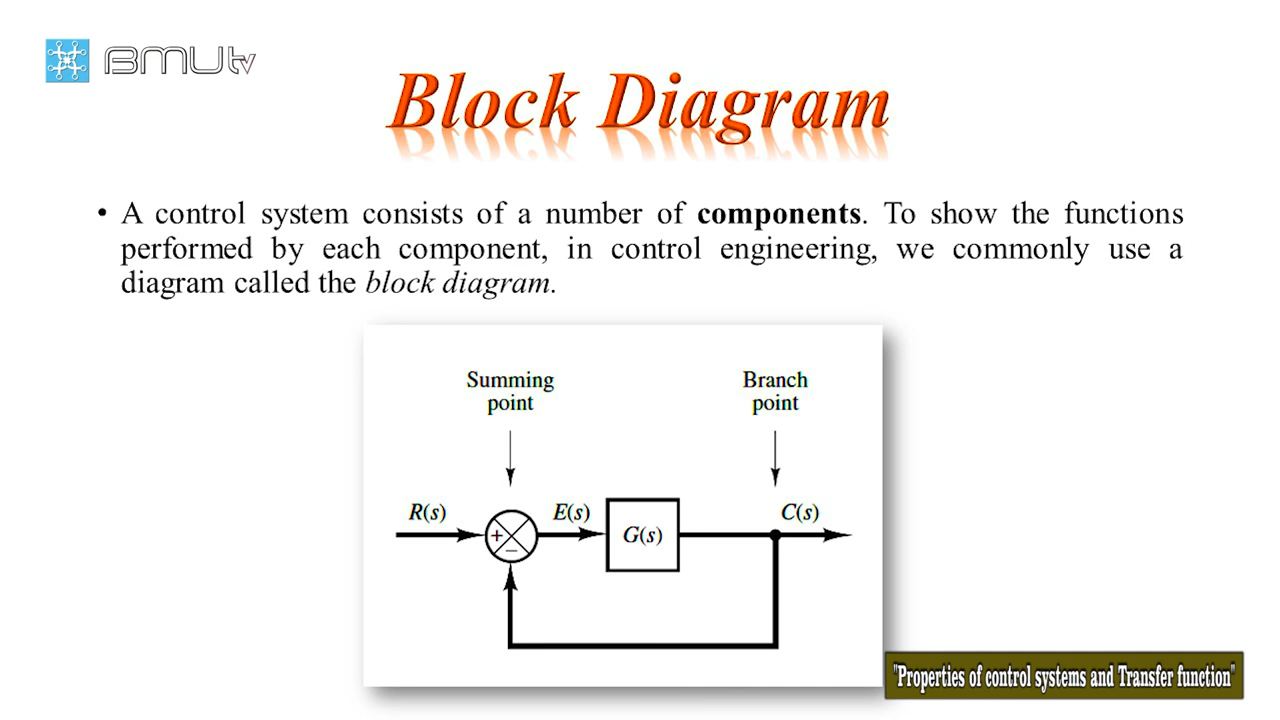 BMUtv
Block Diagram
• A control system consists of a number of components. To show the functions
performed by each component, in control engineering, we commonly use a
diagram called the block diagram.
Summing
point
Branch
point
R(s)
+
−
E(s)
G(s)
C(s)
"Properties of control systems and Transfer function"